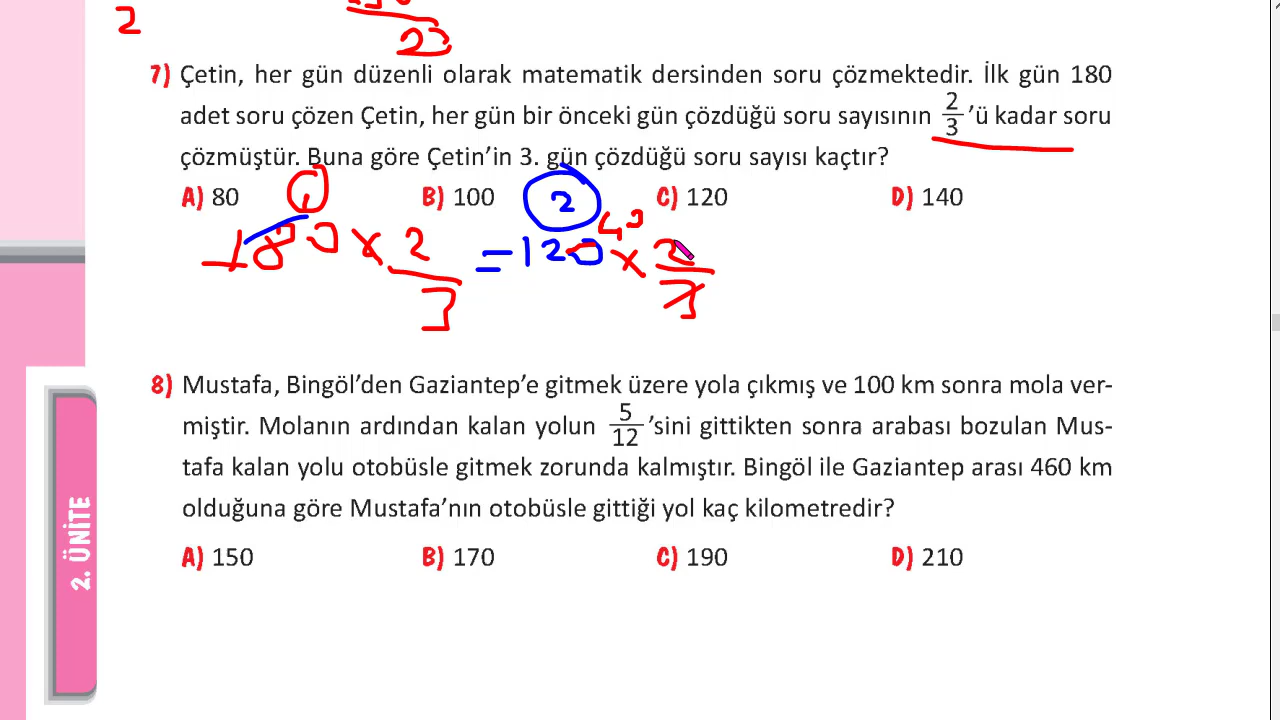 2
23
7) Çetin, her gün düzenli olarak matematik dersinden soru çözmektedir. İlk gün 180
adet soru çözen Çetin, her gün bir önceki gün çözdüğü soru sayısının 2/3 'ü kadar soru
çözmüştür. Buna göre Çetin'in 3. gün çözdüğü soru sayısı kaçtır?
A) 80 B) 100 C) 120 D) 140
1 2
180 x 2/3 = 120 40 x 2/3
8) Mustafa, Bingöl'den Gaziantep'e gitmek üzere yola çıkmış ve 100 km sonra mola ver-
miştir. Molanın ardından kalan yolun 5/12 'sini gittikten sonra arabası bozulan Mus-
tafa kalan yolu otobüsle gitmek zorunda kalmıştır. Bingöl ile Gaziantep arası 460 km
olduğuna göre Mustafa'nın otobüsle gittiği yol kaç kilometredir?
A) 150 B) 170 C) 190 D) 210
2. ÜNİTE